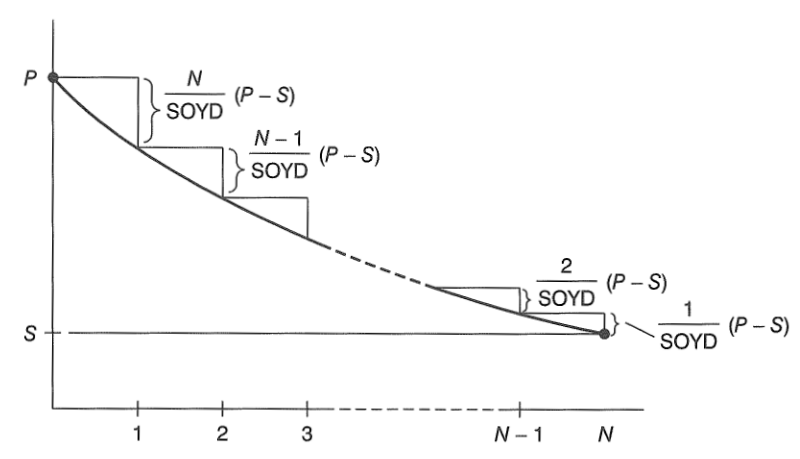 P
N
SOYD
(P – S)
N – 1
SOYD
(P – S)
2
SOYD
(P – S)
1
SOYD
(P – S)
S
1 2 3 N – 1 N